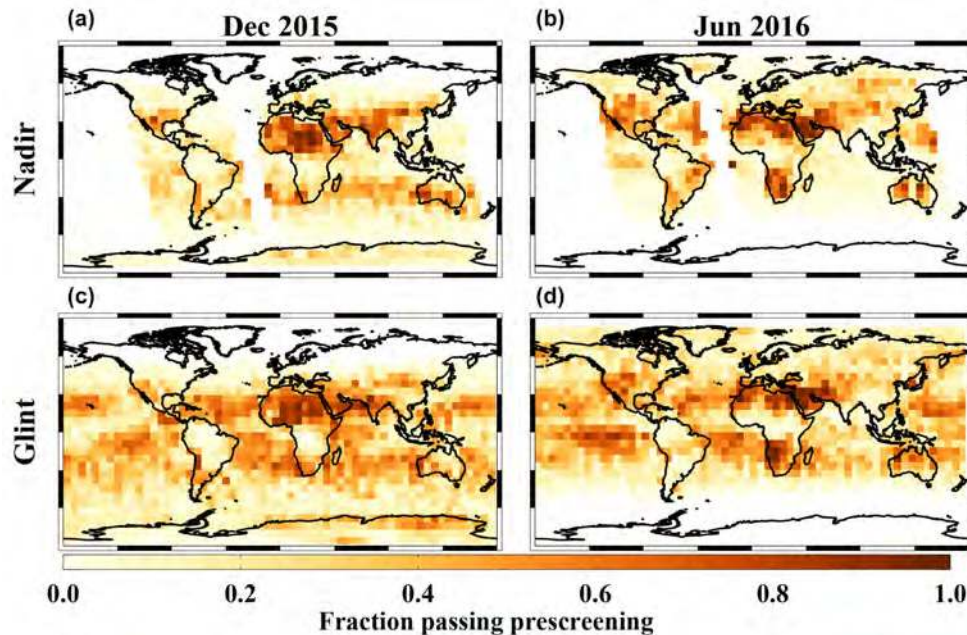 (a)
Dec 2015
(b)
Jun 2016
Nadir
(c)
(d)
Glint
0.0
0.2
0.4
0.6
0.8
1.0
Fraction passing prescreening